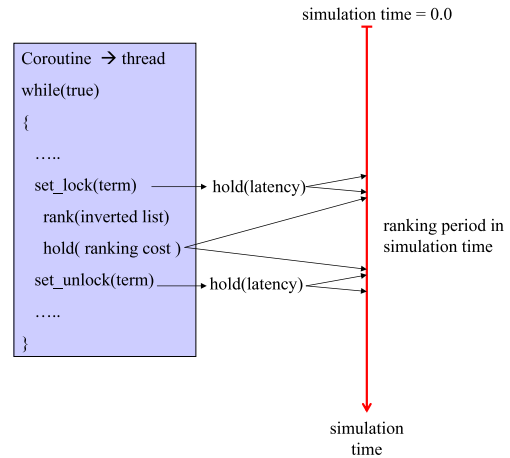 simulation time = 0.0
Coroutine → thread
while(true)
{
…..
set_lock(term)
hold(latency)
rank(inverted list)
hold( ranking cost )
ranking period in
simulation time
set_unlock(term)
hold(latency)
…..
}
simulation
time